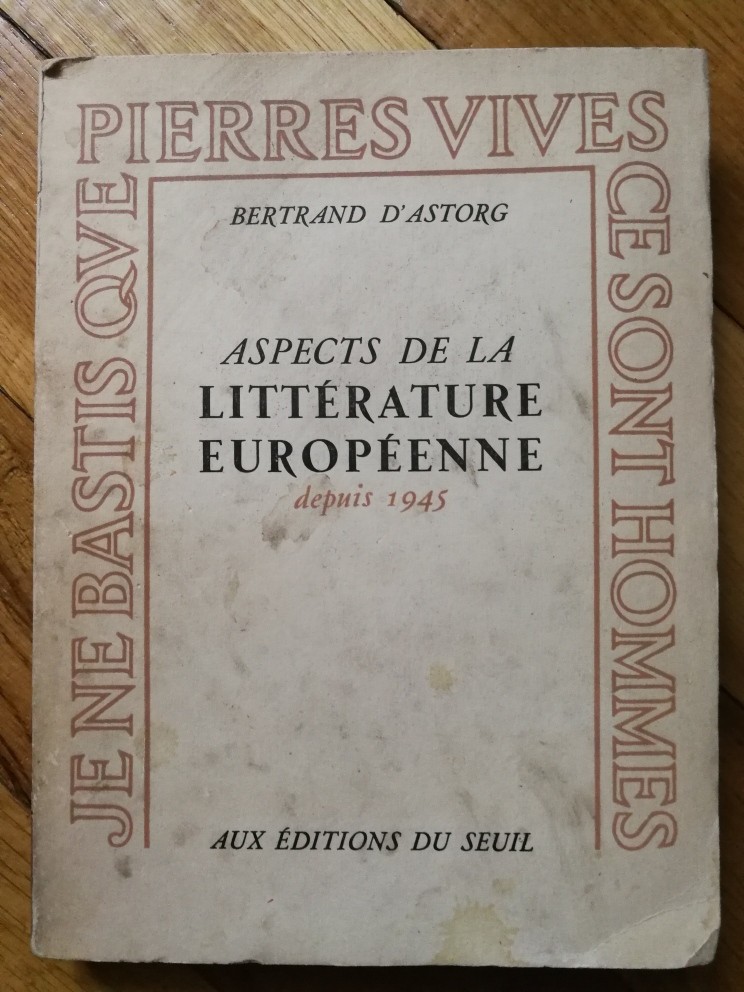 JE NE BASTIS QVE
PIERRES VIVES
CE SONT HOMMES
BERTRAND D'ASTORG
ASPECTS DE LA
LITTÉRATURE
EUROPÉENNE
depuis 1945
AUX ÉDITIONS DU SEUIL